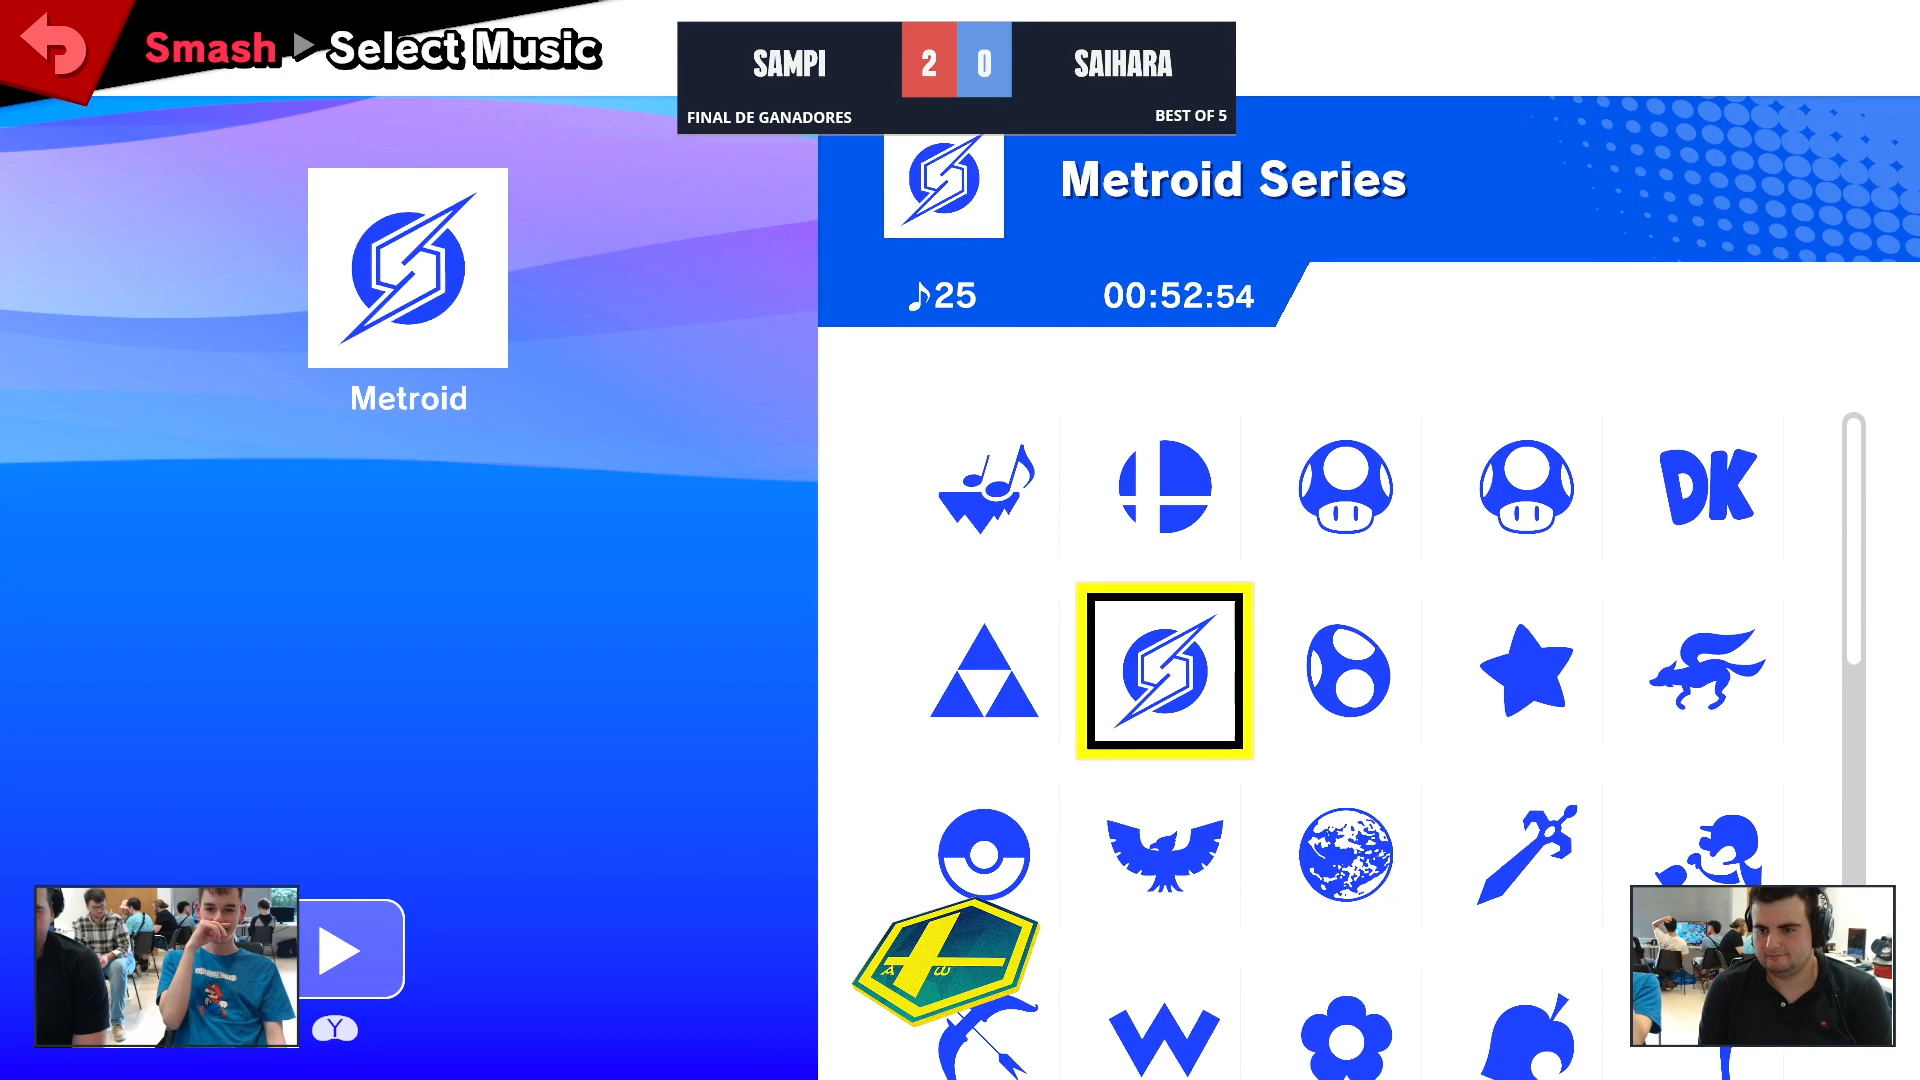 Smash ▶ Select Music
SAMPI 2 0 SAIHARA
FINAL DE GANADORES BEST OF 5
Metroid Series
♪25 00:52:54
Metroid
DK
A W
Y